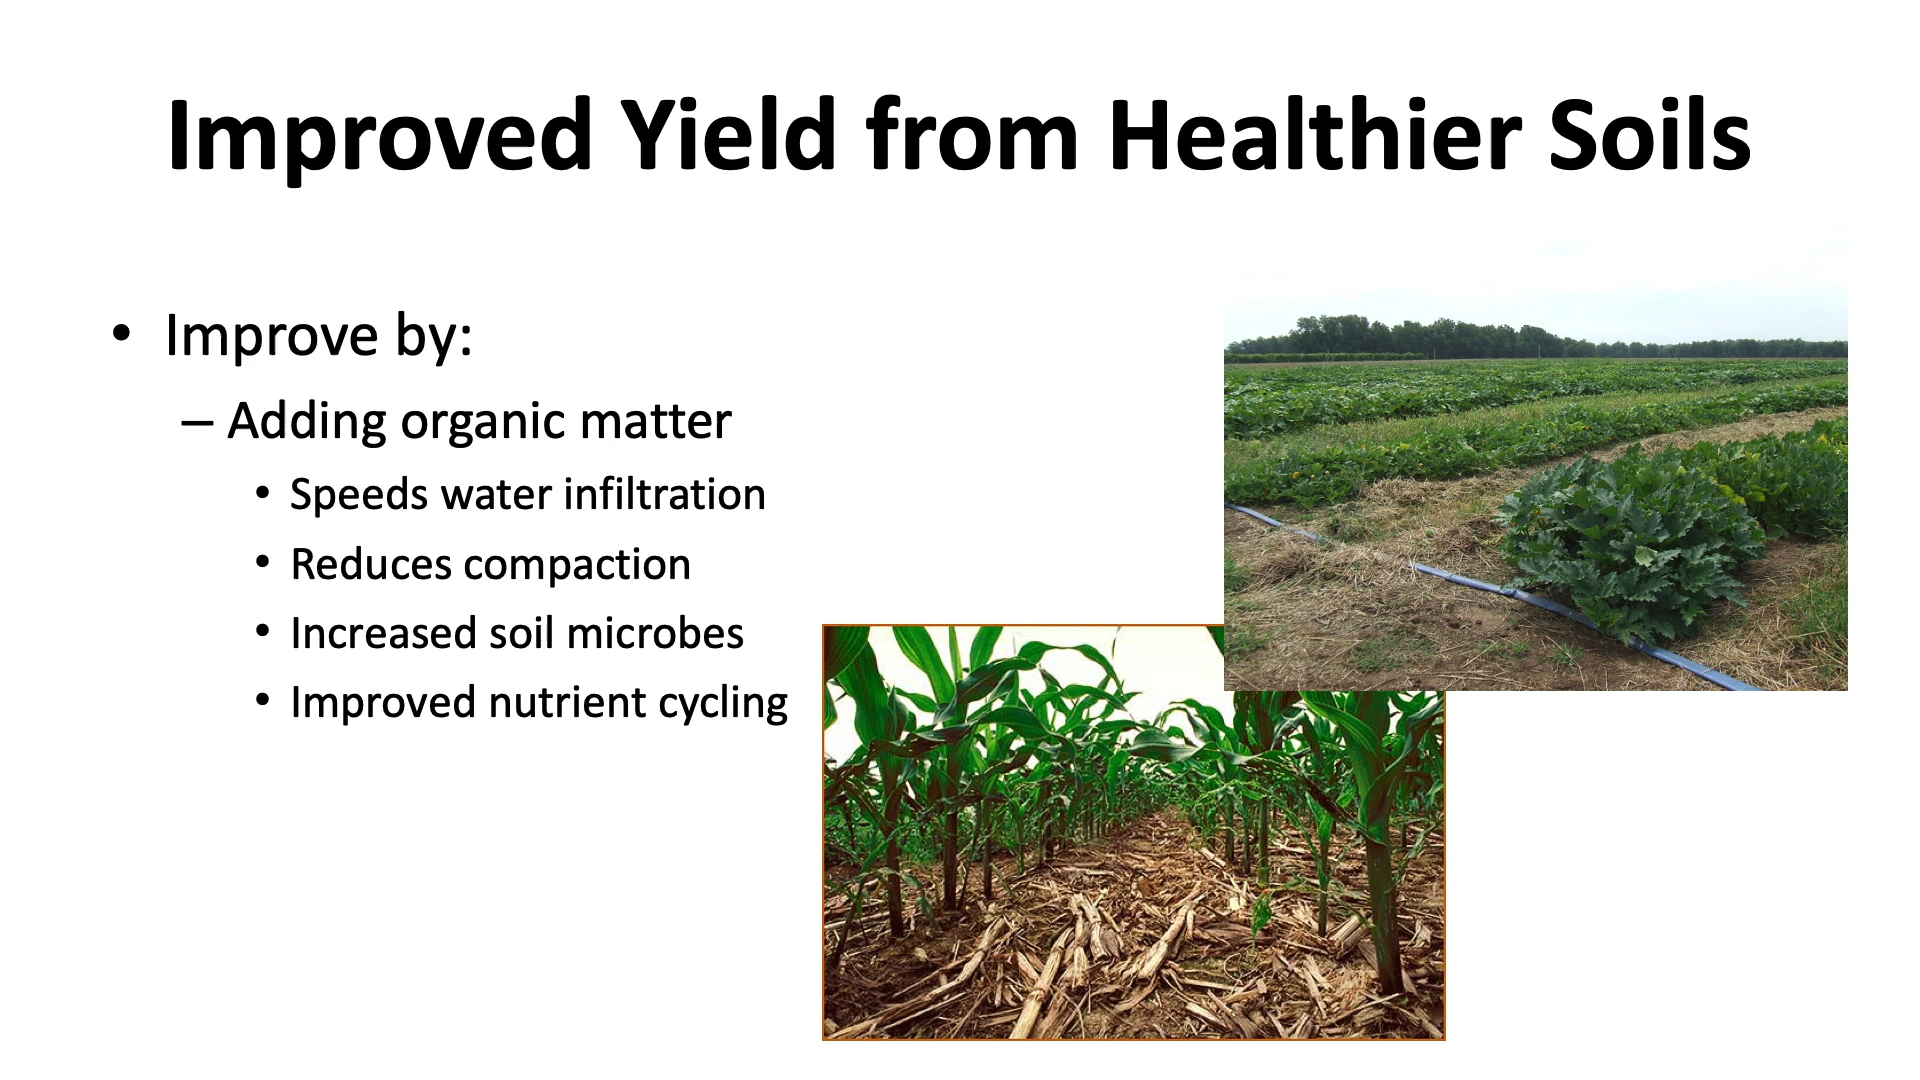 Improved Yield from Healthier Soils
• Improve by:
– Adding organic matter
• Speeds water infiltration
• Reduces compaction
• Increased soil microbes
• Improved nutrient cycling